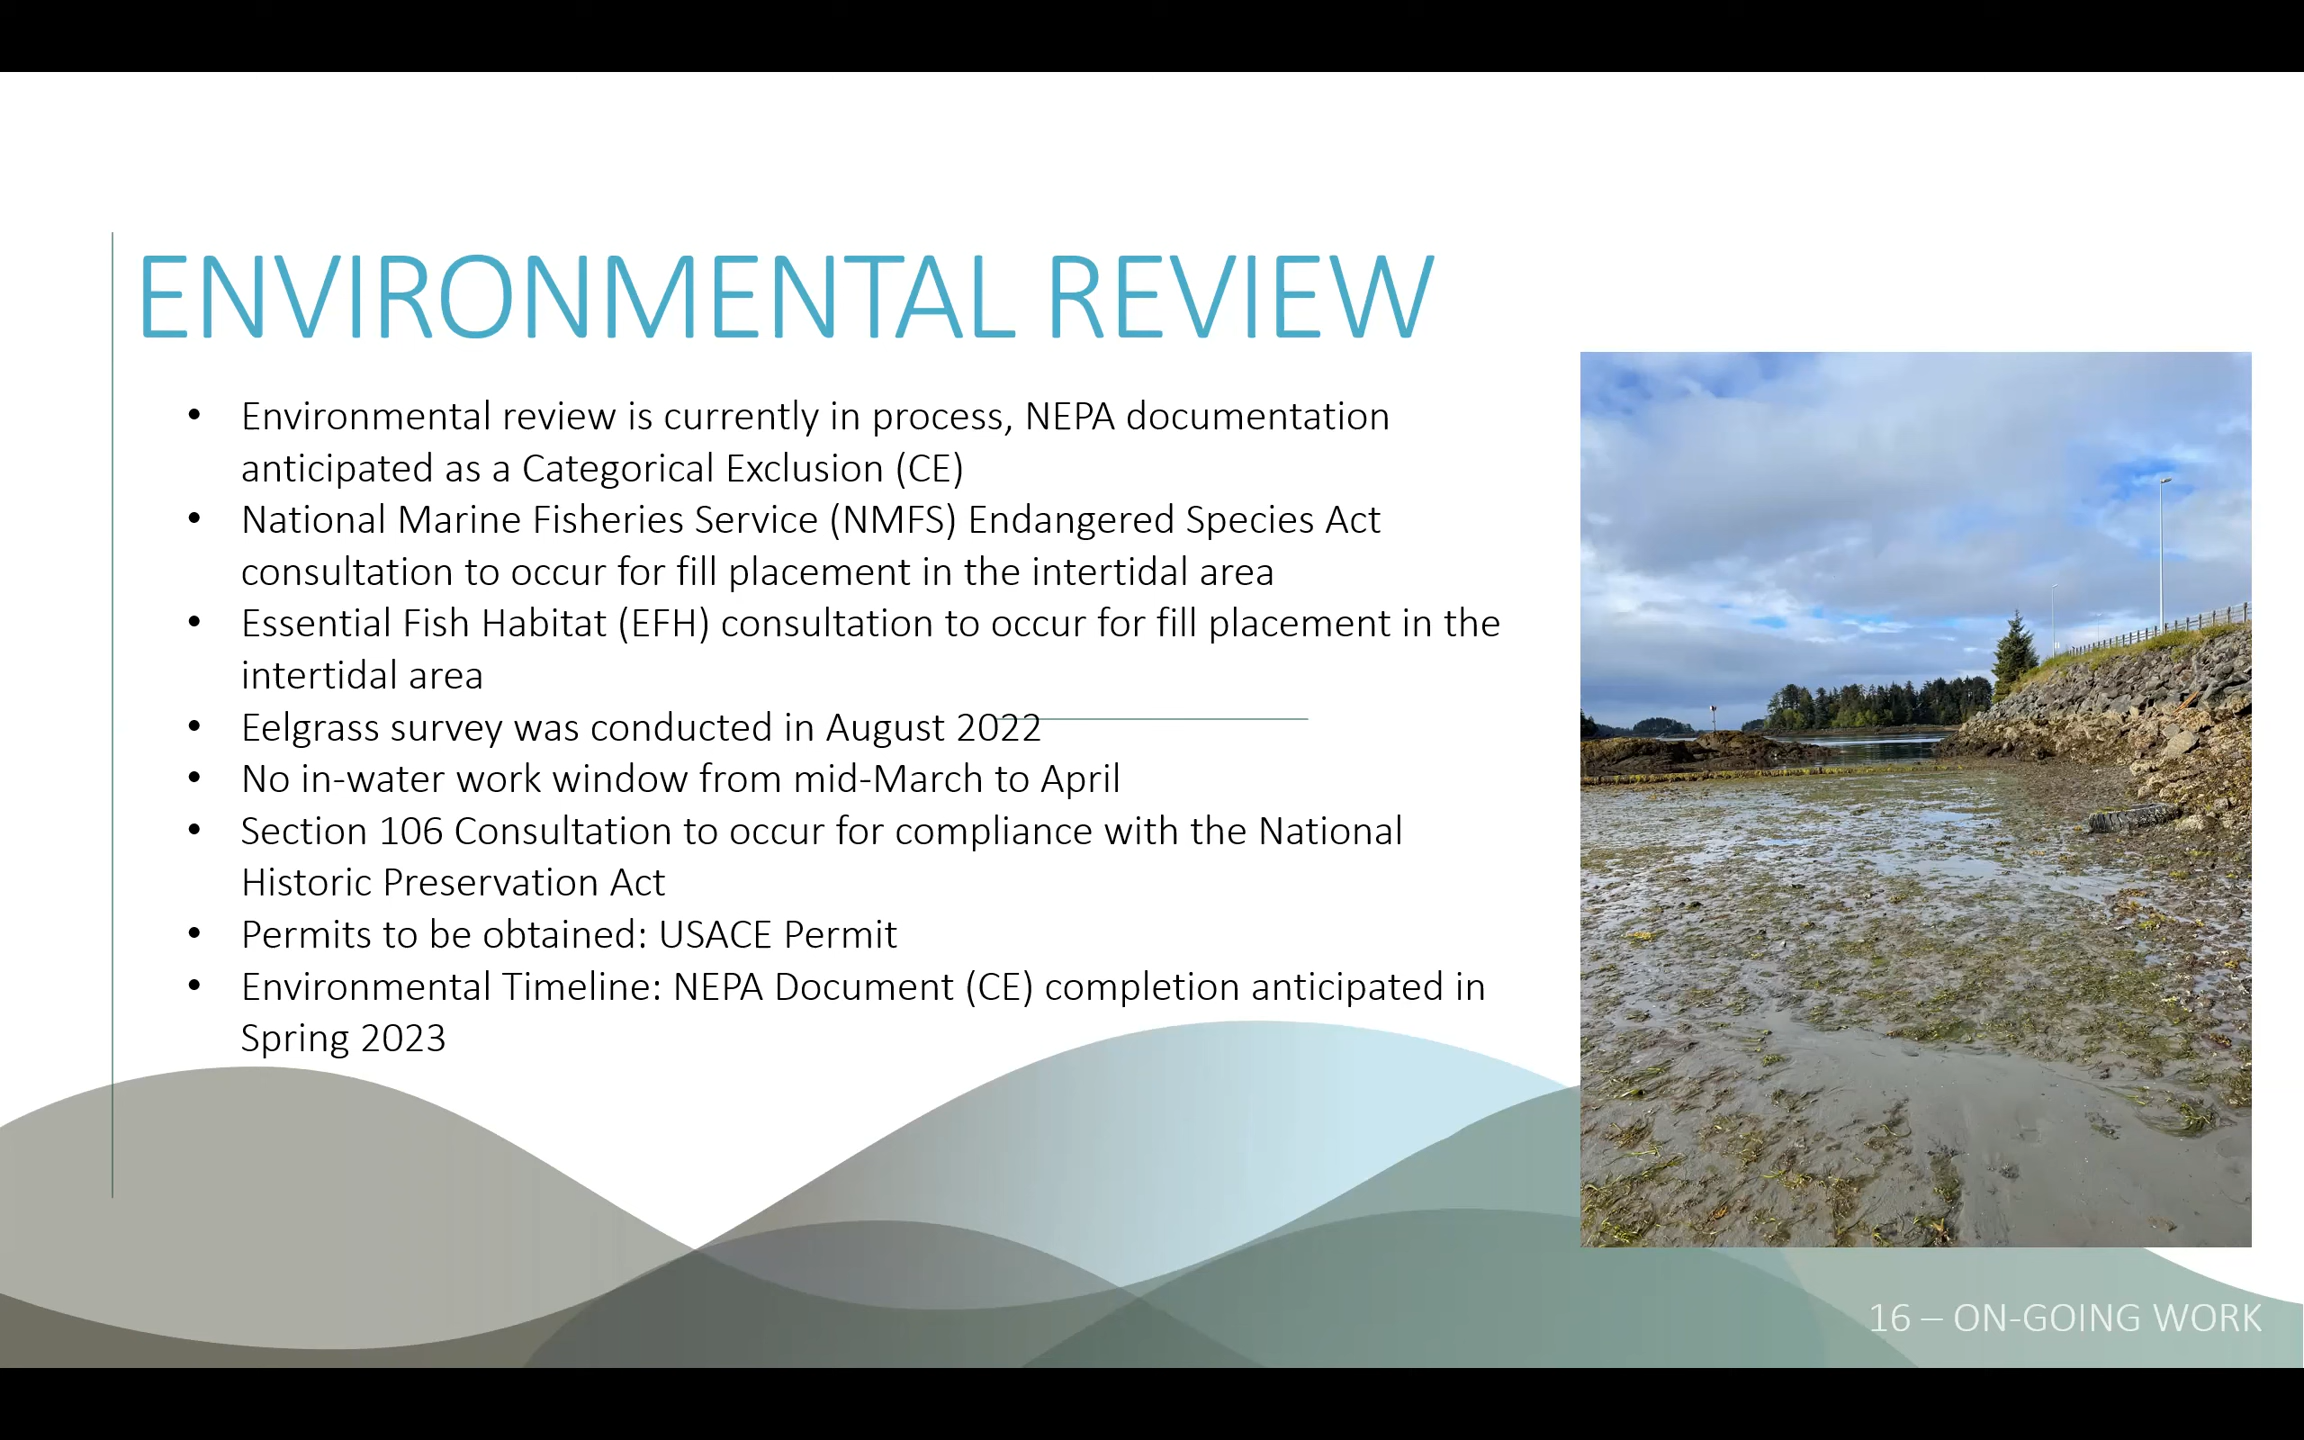 ENVIRONMENTAL REVIEW
• Environmental review is currently in process, NEPA documentation
anticipated as a Categorical Exclusion (CE)
• National Marine Fisheries Service (NMFS) Endangered Species Act
consultation to occur for fill placement in the intertidal area
• Essential Fish Habitat (EFH) consultation to occur for fill placement in the
intertidal area
• Eelgrass survey was conducted in August 2022
• No in-water work window from mid-March to April
• Section 106 Consultation to occur for compliance with the National
Historic Preservation Act
• Permits to be obtained: USACE Permit
• Environmental Timeline: NEPA Document (CE) completion anticipated in
Spring 2023
16 – ON-GOING WORK